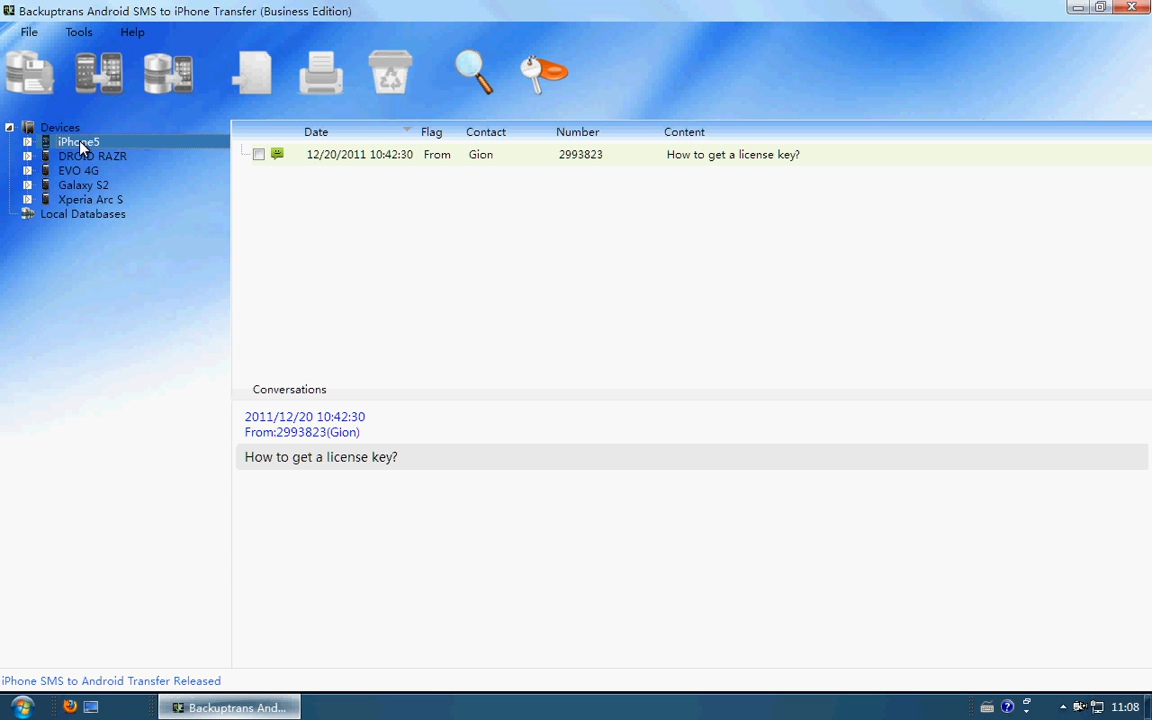 Backuptrans Android SMS to iPhone Transfer (Business Edition)
File Tools Help
Devices
iPhone5
DROID RAZR
EVO 4G
Galaxy S2
Xperia Arc S
Local Databases
Date Flag Contact Number Content
12/20/2011 10:42:30 From Gion 2993823 How to get a license key?
Conversations
2011/12/20 10:42:30
From:2993823(Gion)
How to get a license key?
iPhone SMS to Android Transfer Released
Backuptrans And...
11:08